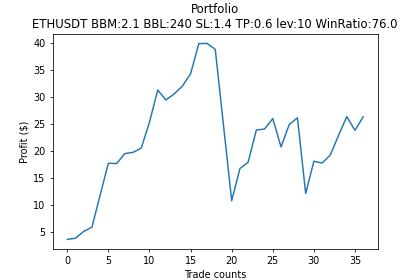 Portfolio
ETHUSDT BBM:2.1 BBL:240 SL:1.4 TP:0.6 lev:10 WinRatio:76.0
40
35
30
25
20
15
10
5
Profit ($)
0 5 10 15 20 25 30 35
Trade counts